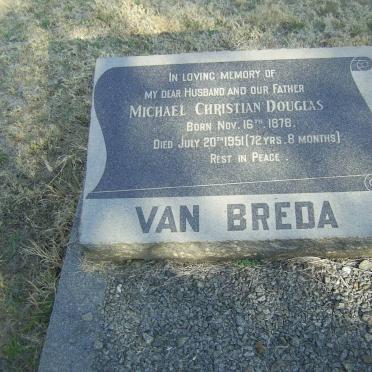 IN LOVING MEMORY OF
MY DEAR HUSBAND AND OUR FATHER
MICHAEL CHRISTIAN DOUGLAS
BORN NOV. 16TH. 1878.
DIED JULY 20TH 1951 (72 YRS. 8 MONTHS)
REST IN PEACE.
VAN BREDA